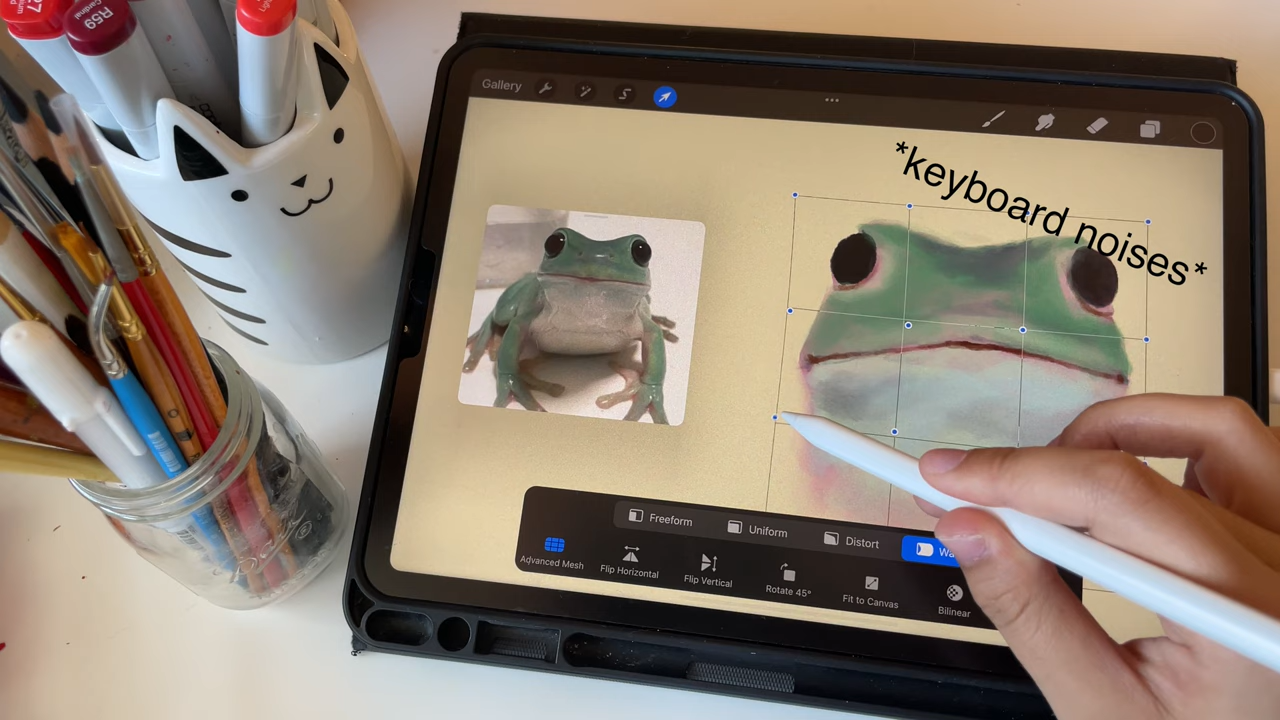 R59
Cardinal
Gallery
*keyboard noises*
Freeform
Uniform
Distort
Advanced Mesh
Flip Horizontal
Flip Vertical
Rotate 45°
Fit to Canvas
Bilinear